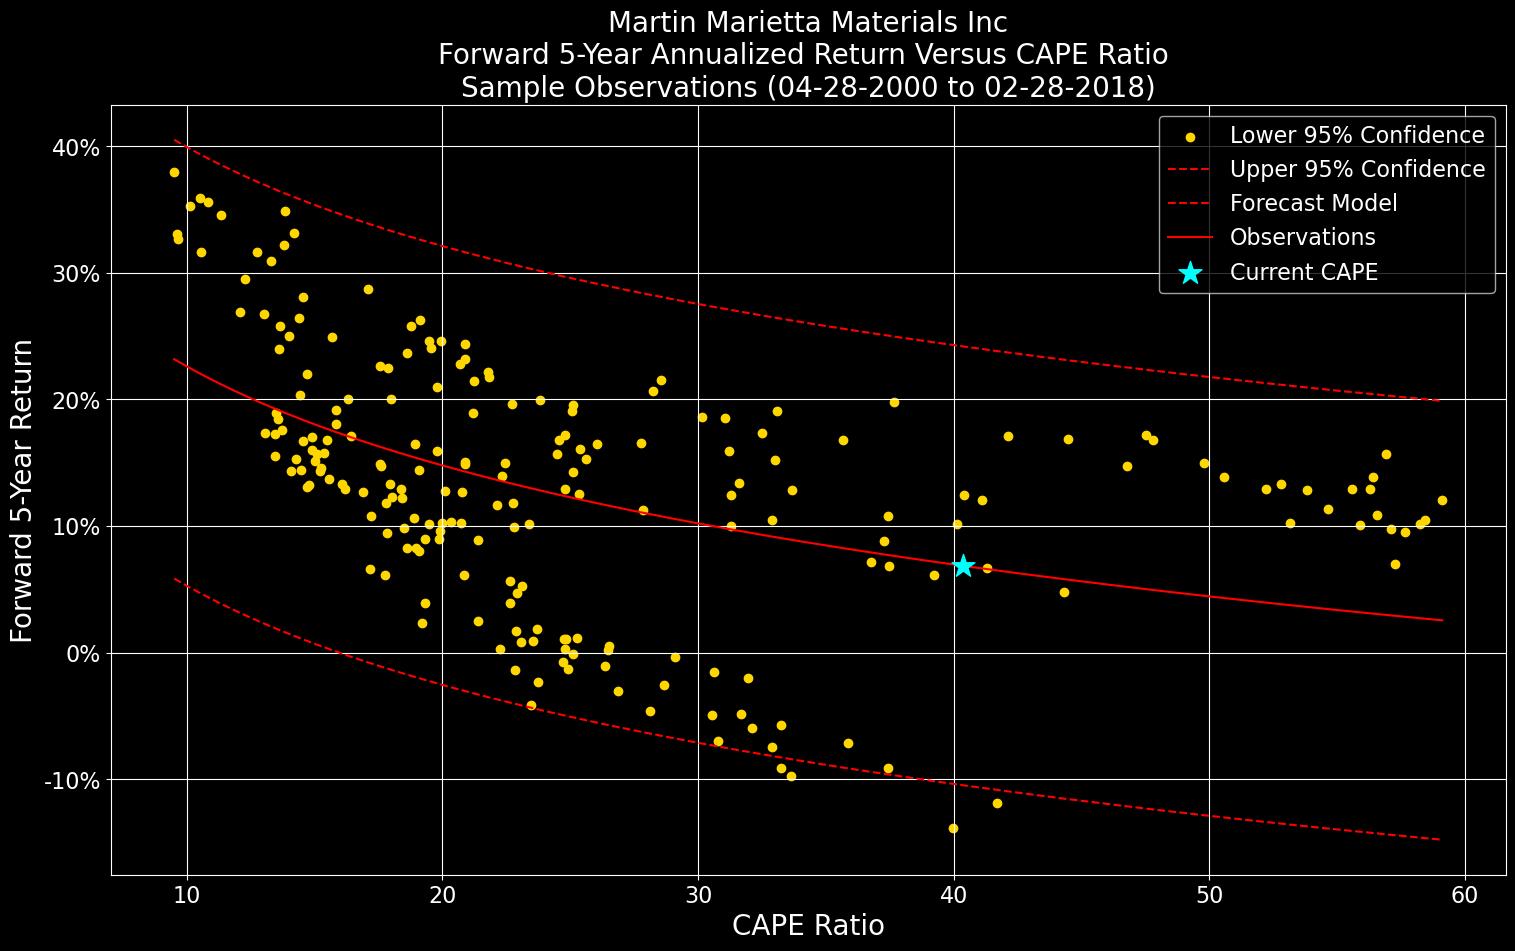 Martin Marietta Materials Inc
Forward 5-Year Annualized Return Versus CAPE Ratio
Sample Observations (04-28-2000 to 02-28-2018)
Lower 95% Confidence
Upper 95% Confidence
Forecast Model
Observations
Current CAPE
Forward 5-Year Return
40%
30%
20%
10%
0%
-10%
10 20 30 40 50 60
CAPE Ratio